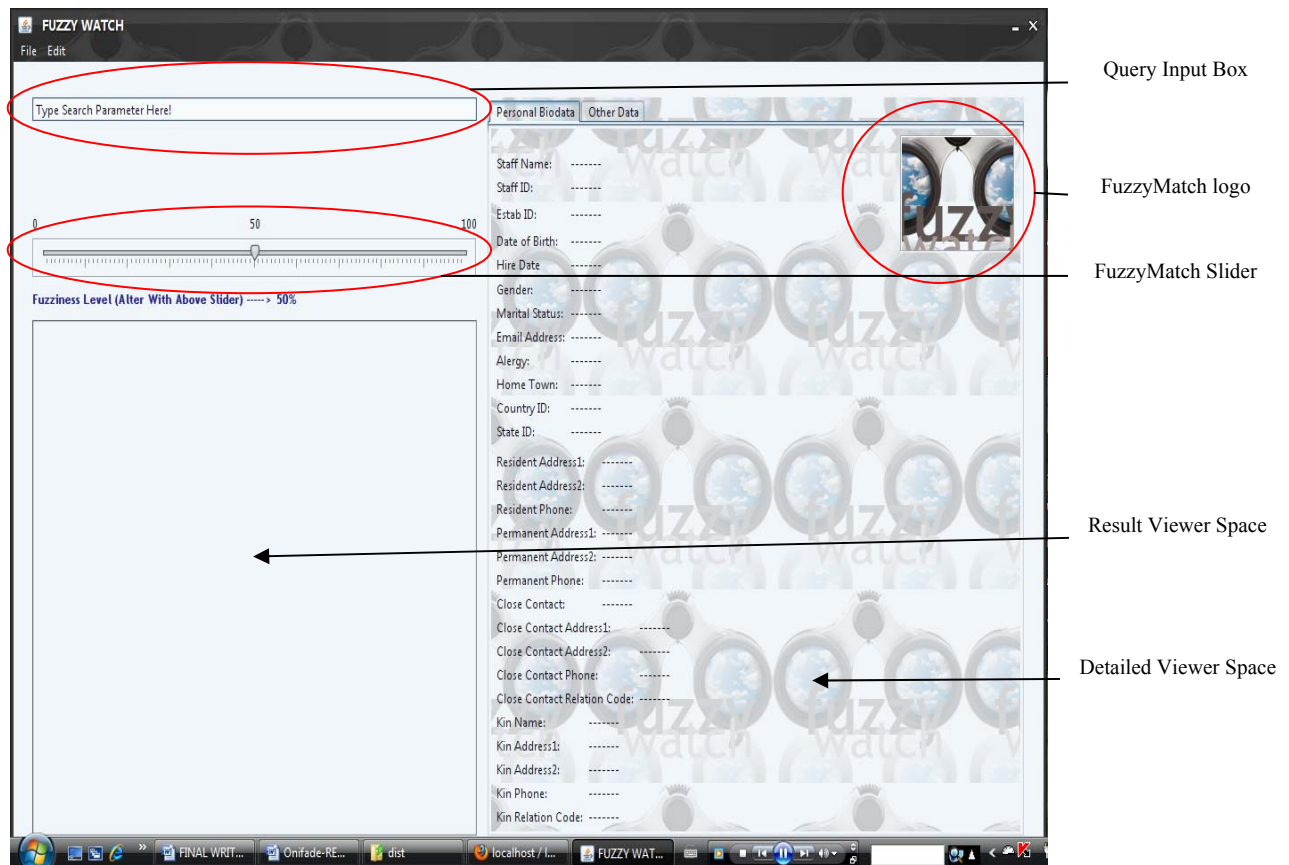 FUZZY WATCH
File Edit
Type Search Parameter Here!
0 50 100
Fuzziness Level (Alter With Above Slider) -----> 50%
Personal Biodata Other Data
Staff Name: -------
Staff ID: -------
Estab ID: -------
Date of Birth: -------
Hire Date -------
Gender: -------
Marital Status: -------
Email Address: -------
Alergy: -------
Home Town: -------
Country ID: -------
State ID: -------
Resident Address1: -------
Resident Address2: -------
Resident Phone: -------
Permanent Address1: -------
Permanent Address2: -------
Permanent Phone: -------
Close Contact: -------
Close Contact Address1: -------
Close Contact Address2: -------
Close Contact Phone: -------
Close Contact Relation Code: -------
Kin Name: -------
Kin Address1: -------
Kin Address2: -------
Kin Phone: -------
Kin Relation Code: -------
fuzzy
watch
Query Input Box
FuzzyMatch logo
FuzzyMatch Slider
Result Viewer Space
Detailed Viewer Space
FINAL WRIT... Onifade-RE... dist localhost / l... FUZZY WAT...